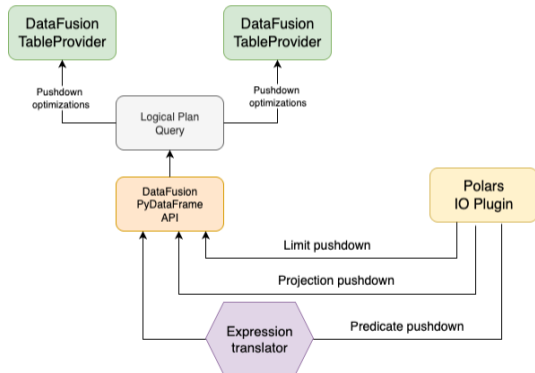 DataFusion
TableProvider
DataFusion
TableProvider
Pushdown
optimizations
Pushdown
optimizations
Logical Plan
Query
DataFusion
PyDataFrame
API
Polars
IO Plugin
Limit pushdown
Projection pushdown
Expression
translator
Predicate pushdown